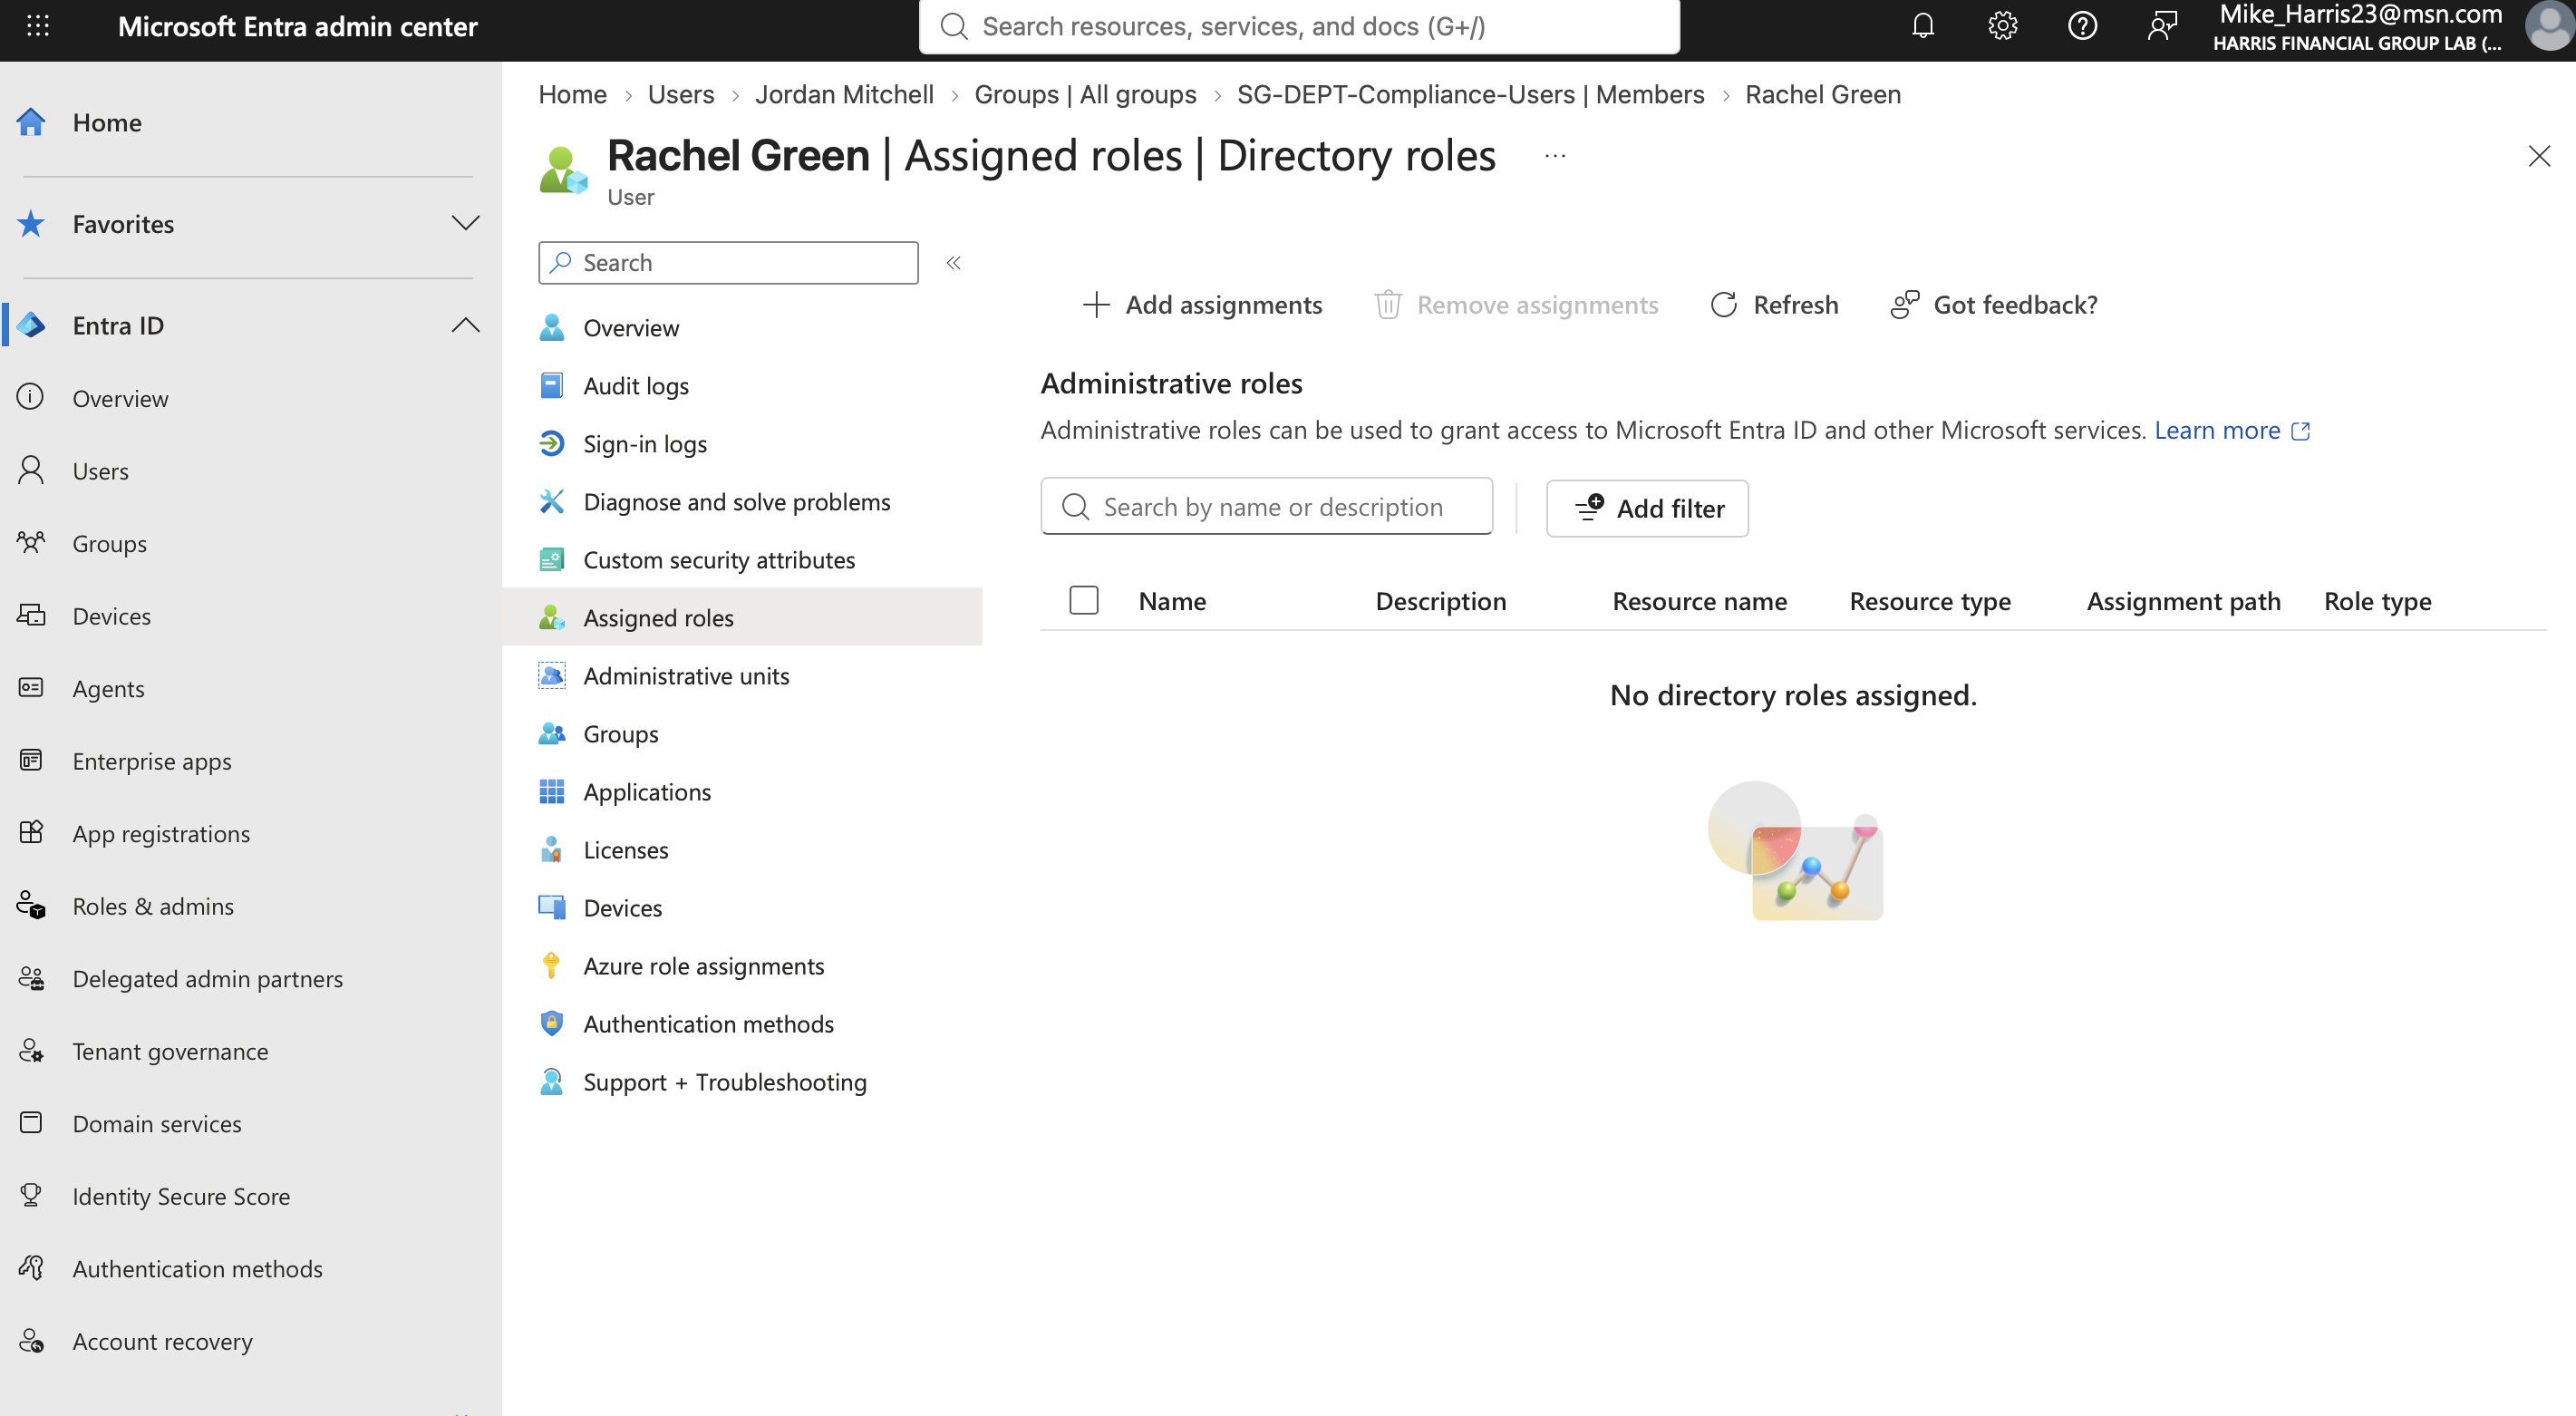 Microsoft Entra admin center
Search resources, services, and docs (G+/)
Mike_Harris23@msn.com
HARRIS FINANCIAL GROUP LAB (...
Home
Favorites
Entra ID
Overview
Users
Groups
Devices
Agents
Enterprise apps
App registrations
Roles & admins
Delegated admin partners
Tenant governance
Domain services
Identity Secure Score
Authentication methods
Account recovery
Home > Users > Jordan Mitchell > Groups | All groups > SG-DEPT-Compliance-Users | Members > Rachel Green
Rachel Green | Assigned roles | Directory roles ...
User
Search
Overview
Audit logs
Sign-in logs
Diagnose and solve problems
Custom security attributes
Assigned roles
Administrative units
Groups
Applications
Licenses
Devices
Azure role assignments
Authentication methods
Support + Troubleshooting
Add assignments Remove assignments Refresh Got feedback?
Administrative roles
Administrative roles can be used to grant access to Microsoft Entra ID and other Microsoft services. Learn more
Search by name or description Add filter
Name Description Resource name Resource type Assignment path Role type
No directory roles assigned.